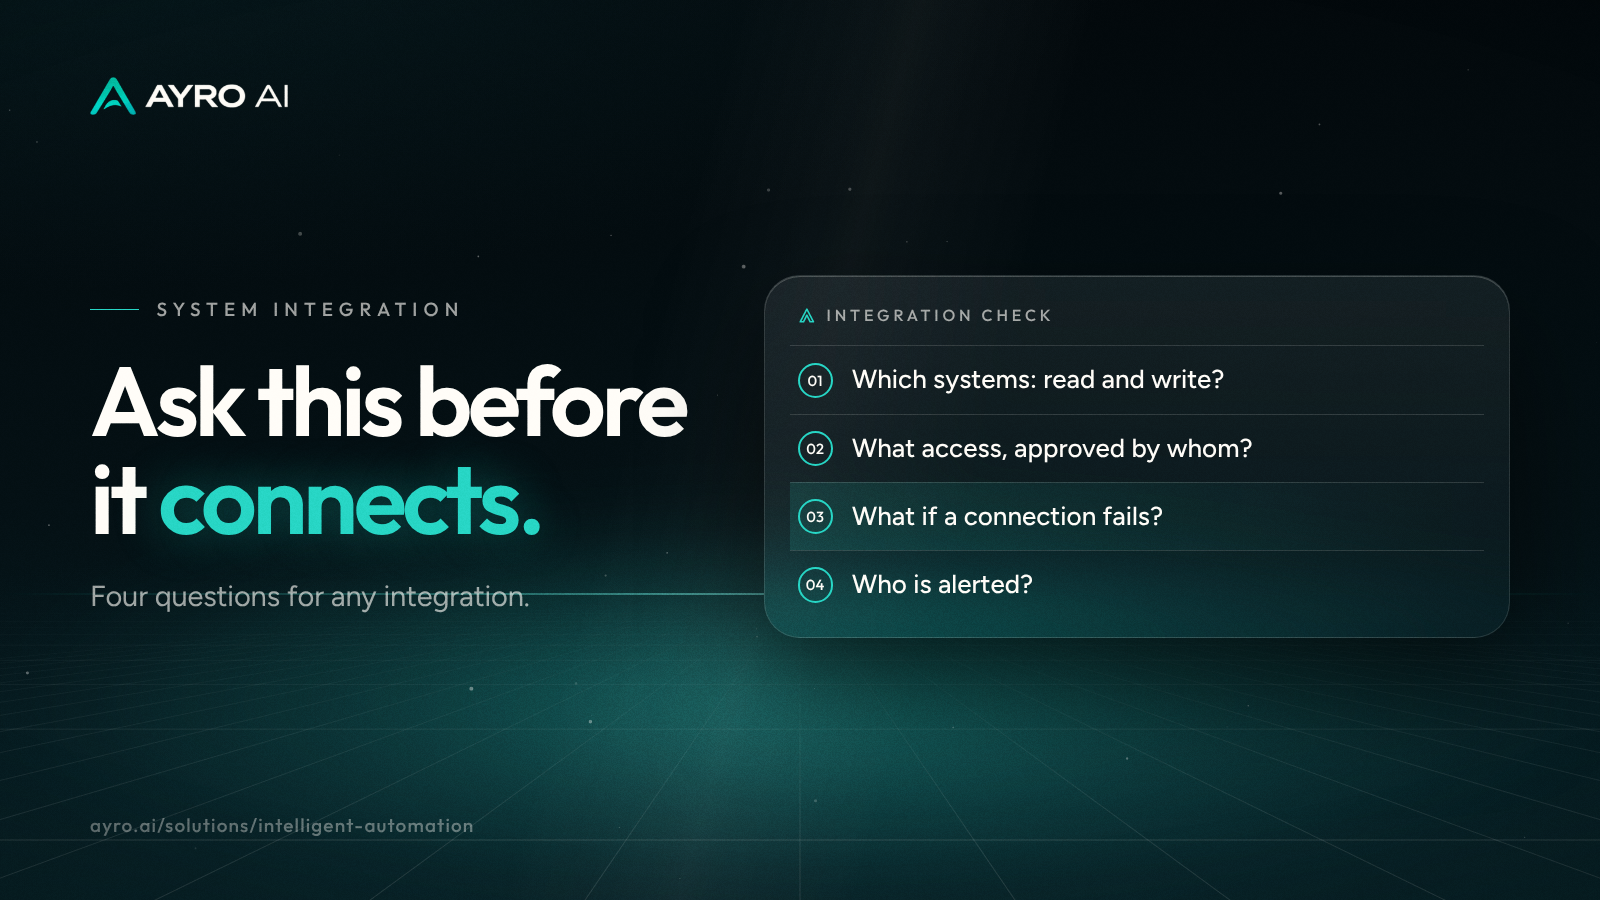 AYRO AI
SYSTEM INTEGRATION
Ask this before
it connects.
Four questions for any integration.
INTEGRATION CHECK
01 Which systems: read and write?
02 What access, approved by whom?
03 What if a connection fails?
04 Who is alerted?
ayro.ai/solutions/intelligent-automation